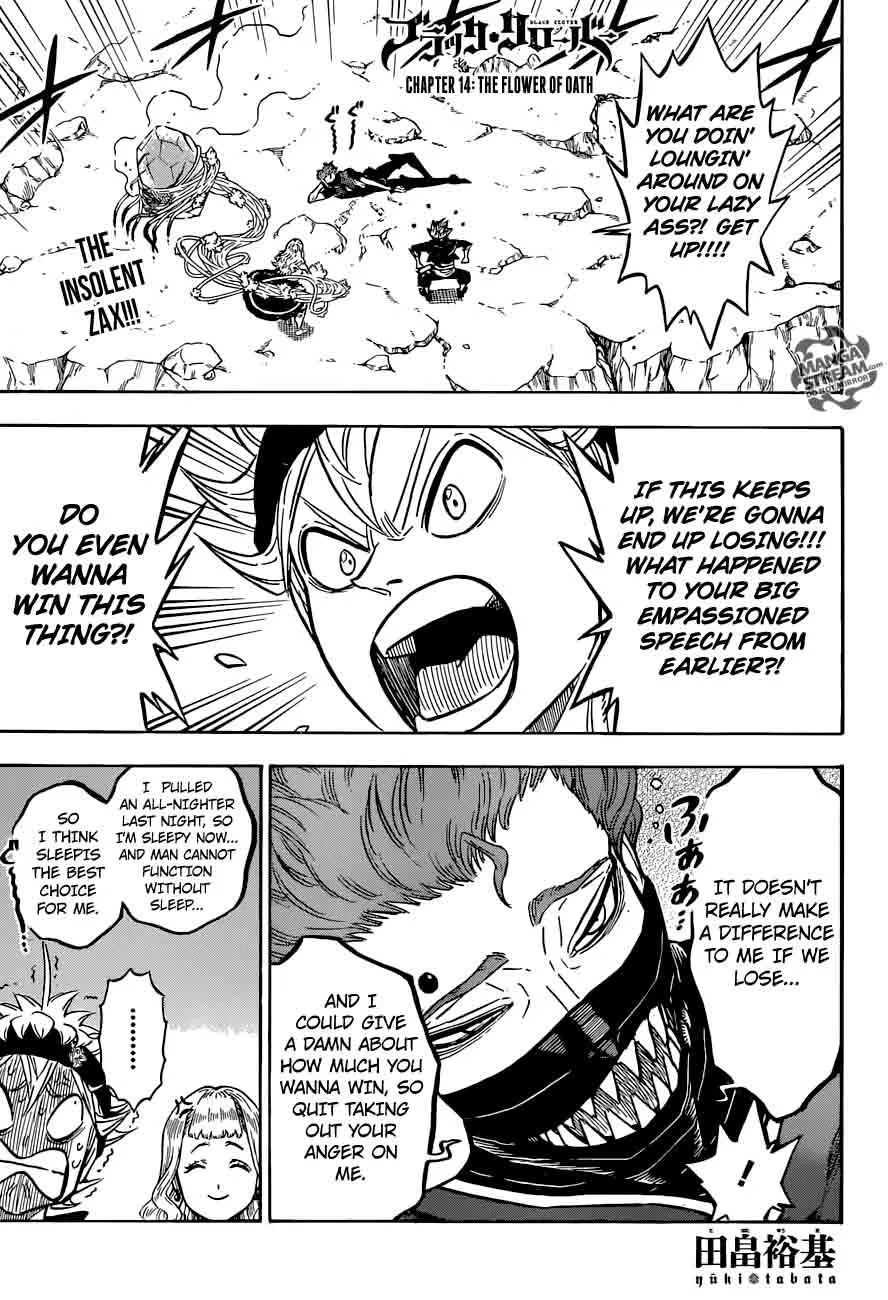 ブラック・クローバー
BLACK CLOVER
CHAPTER 14: THE FLOWER OF OATH
WHAT ARE
YOU DOIN'
LOUNGIN'
AROUND ON
YOUR LAZY
ASS?! GET
UP!!!!
ぐぐ
THE
INSOLENT
ZAX!!!
MANGA
STREAM.com
DO NOT MIRROR
IF THIS KEEPS
UP, WE'RE GONNA
END UP LOSING!!!
WHAT HAPPENED
TO YOUR BIG
EMPASSIONED
SPEECH FROM
EARLIER?!
DO
YOU EVEN
WANNA
WIN THIS
THING?!
ふぁあ…
IT DOESN'T
REALLY MAKE
A DIFFERENCE
TO ME IF WE
LOSE...
AND I
COULD GIVE
A DAMN ABOUT
HOW MUCH YOU
WANNA WIN, SO
QUIT TAKING
OUT YOUR
ANGER ON
ME.
!
I PULLED
AN ALL-NIGHTER
LAST NIGHT, SO
I'M SLEEPY NOW...
AND MAN CANNOT
FUNCTION
WITHOUT
SLEEP...
SO
I THINK
SLEEPIS
THE BEST
CHOICE
FOR ME.
………
田畠裕基
yūki tabata